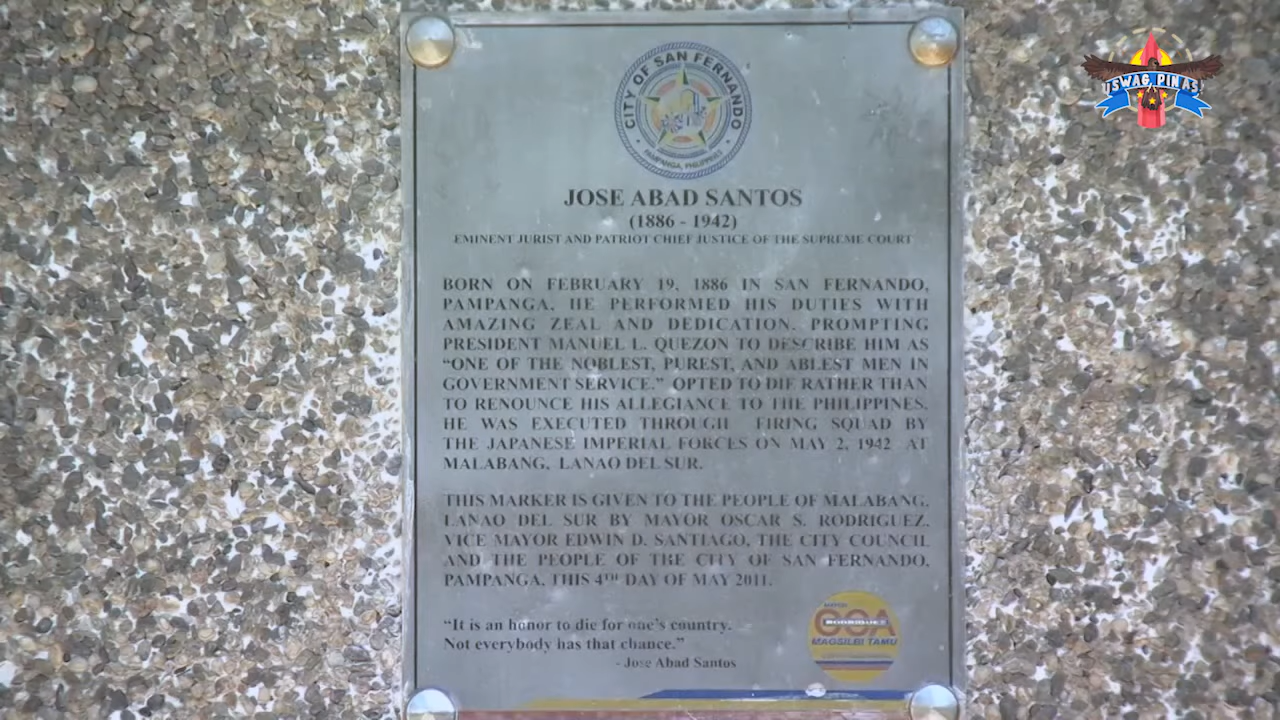 CITY OF SAN FERNANDO
PAMPANGA, PHILIPPINES
USWAG, PINAS!
JOSE ABAD SANTOS
(1886 - 1942)
EMINENT JURIST AND PATRIOT CHIEF JUSTICE OF THE SUPREME COURT
BORN ON FEBRUARY 19, 1886 IN SAN FERNANDO,
PAMPANGA. HE PERFORMED HIS DUTIES WITH
AMAZING ZEAL AND DEDICATION, PROMPTING
PRESIDENT MANUEL L. QUEZON TO DESCRIBE HIM AS
“ONE OF THE NOBLEST, PUREST, AND ABLEST MEN IN
GOVERNMENT SERVICE.” OPTED TO DIE RATHER THAN
TO RENOUNCE HIS ALLEGIANCE TO THE PHILIPPINES.
HE WAS EXECUTED THROUGH FIRING SQUAD BY
THE JAPANESE IMPERIAL FORCES ON MAY 2, 1942 AT
MALABANG, LANAO DEL SUR.
THIS MARKER IS GIVEN TO THE PEOPLE OF MALABANG,
LANAO DEL SUR BY MAYOR OSCAR S. RODRIGUEZ,
VICE MAYOR EDWIN D. SANTIAGO, THE CITY COUNCIL
AND THE PEOPLE OF THE CITY OF SAN FERNANDO,
PAMPANGA, THIS 4TH DAY OF MAY 2011.
“It is an honor to die for one’s country.
Not everybody has that chance.”
- Jose Abad Santos
MAYOR
OCA
RODRIGUEZ
MAGSILBI TAMU